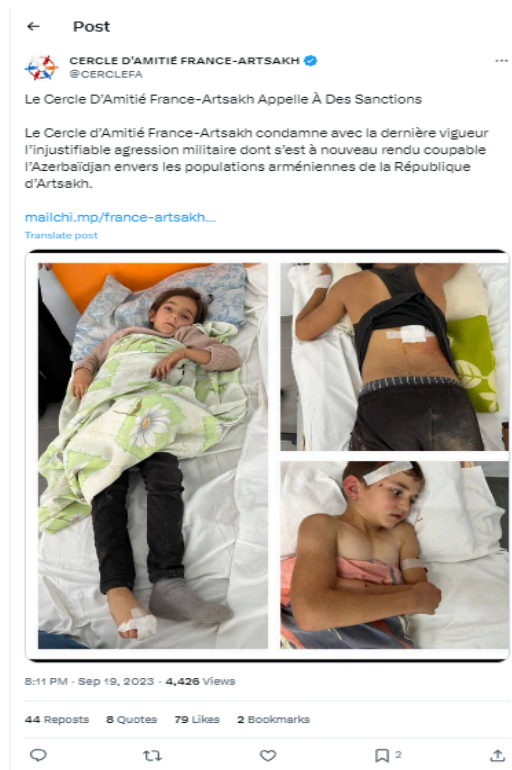 Post
CERCLE D'AMITIÉ FRANCE-ARTSAKH
@CERCLEFA
Le Cercle D'Amitié France-Artsakh Appelle À Des Sanctions
Le Cercle d'Amitié France-Artsakh condamne avec la dernière vigueur
l'injustifiable agression militaire dont s'est à nouveau rendu coupable
l'Azerbaïdjan envers les populations arméniennes de la République
d'Artsakh.
mailchi.mp/france-artsakh...
Translate post
8:11 PM · Sep 19, 2023 · 4,426 Views
44 Reposts 8 Quotes 79 Likes 2 Bookmarks
2